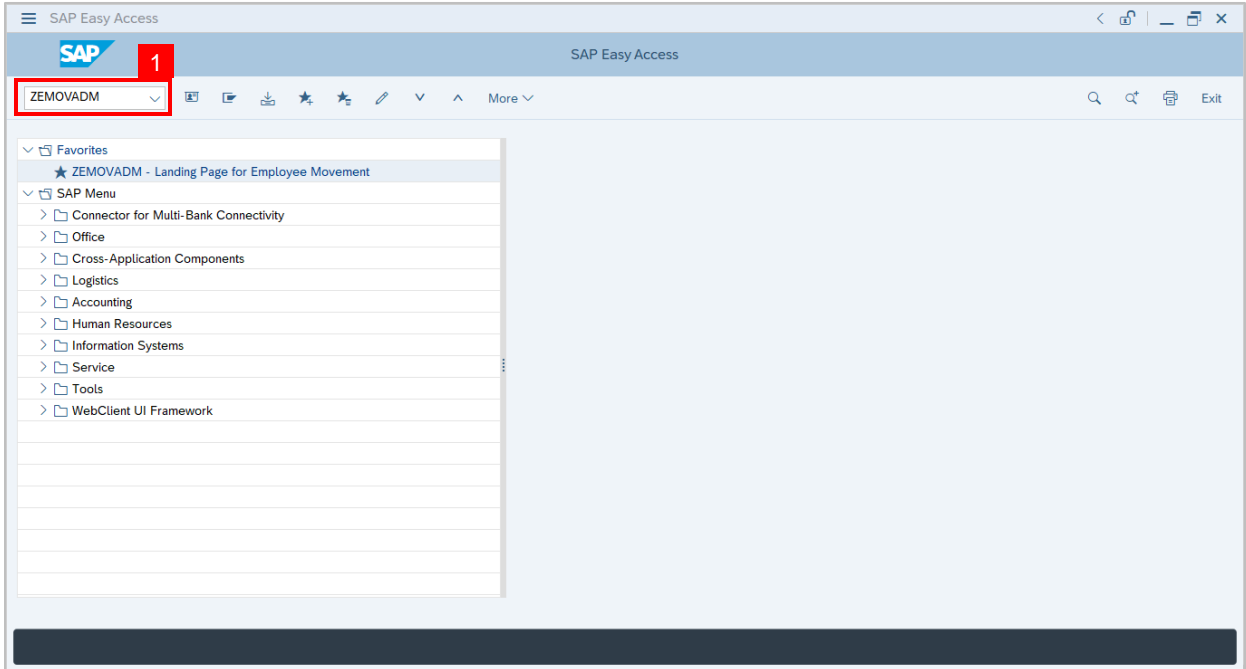 SAP Easy Access
SAP
SAP Easy Access
1
ZEMOVADM
More
Exit
Favorites
ZEMOVADM - Landing Page for Employee Movement
SAP Menu
Connector for Multi-Bank Connectivity
Office
Cross-Application Components
Logistics
Accounting
Human Resources
Information Systems
Service
Tools
WebClient UI Framework